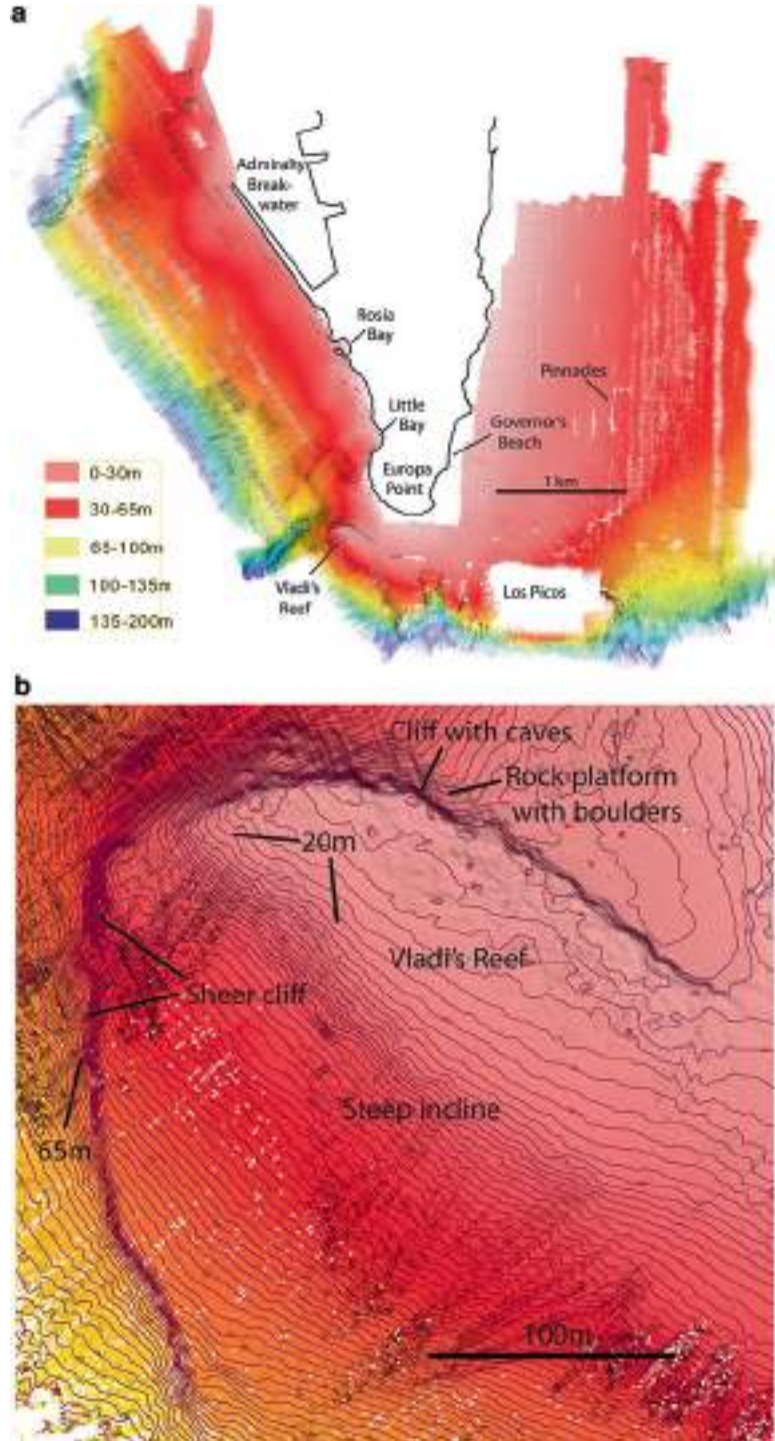 a
Admiralty
Break-
water
Rosia
Bay
Pinnacles
Little
Bay
Governor's
Beach
Europa
Point
1 km
0-30m
30-65m
65-100m
100-135m
135-200m
Vladi's
Reef
Los Picos
b
Cliff with caves
Rock platform
with boulders
20m
Vladi's Reef
Sheer cliff
Steep incline
65m
100m